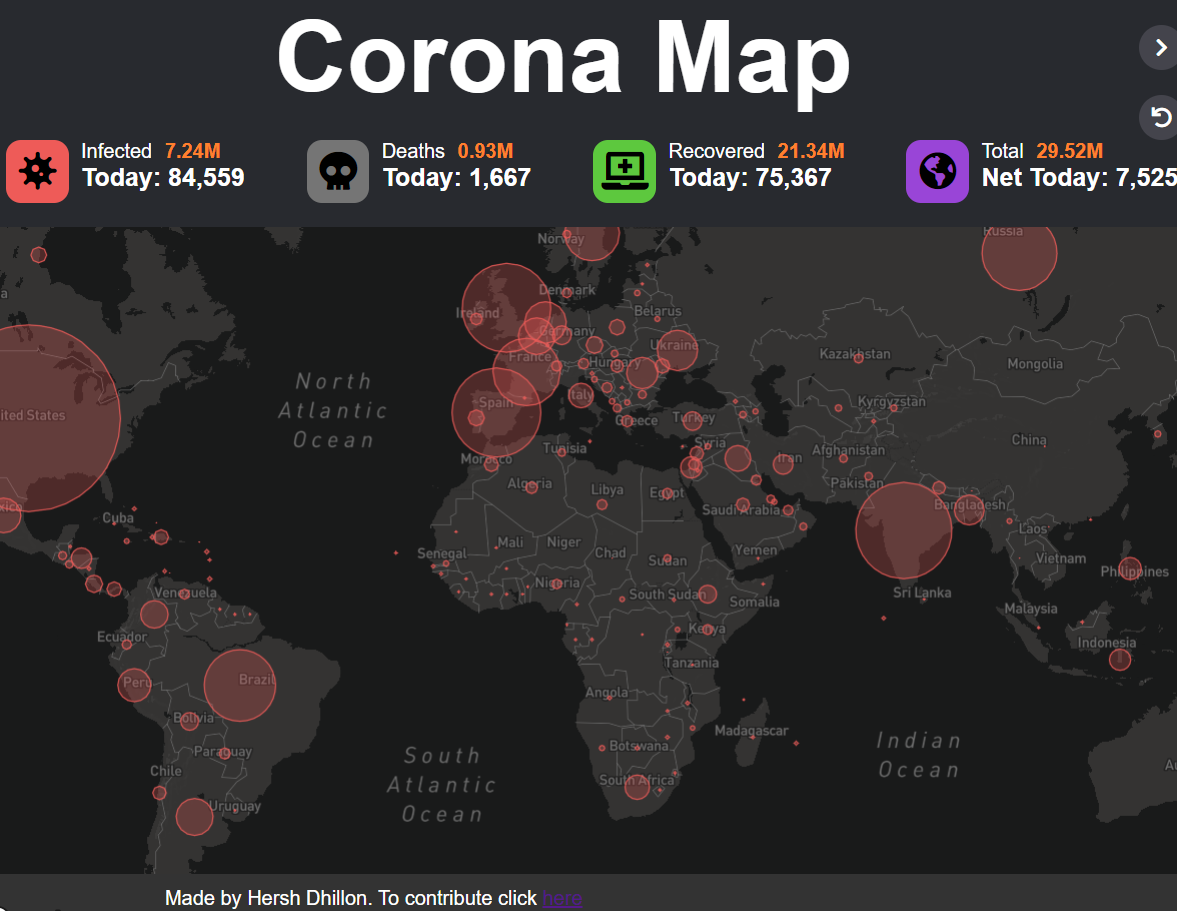 Corona Map
Infected 7.24M
Today: 84,559
Deaths 0.93M
Today: 1,667
Recovered 21.34M
Today: 75,367
Total 29.52M
Net Today: 7,525
Norway
Russia
a
Denmark
Ireland
Belarus
Germany
Ukraine
France
Kazakhstan
Hungary
Mongolia
North
Atlantic
Ocean
Italy
Spain
Kyrgyzstan
ited States
Greece
Turkey
China
Syria
Tunisia
Afghanistan
Morocco
Iran
Algeria
Pakistan
Libya
Egypt
xico
Saudi Arabia
Bangladesh
Cuba
Laos
Mali
Niger
Senegal
Chad
Yemen
Sudan
Vietnam
Philippines
Nigeria
Venezuela
South Sudan
Somalia
Sri Lanka
Malaysia
Kenya
Ecuador
Indonesia
Tanzania
Peru
Brazil
Angola
Bolivia
Madagascar
Indian
Ocean
Botswana
Paraguay
South
Atlantic
Ocean
Chile
Au
South Africa
Uruguay
Made by Hersh Dhillon. To contribute click here